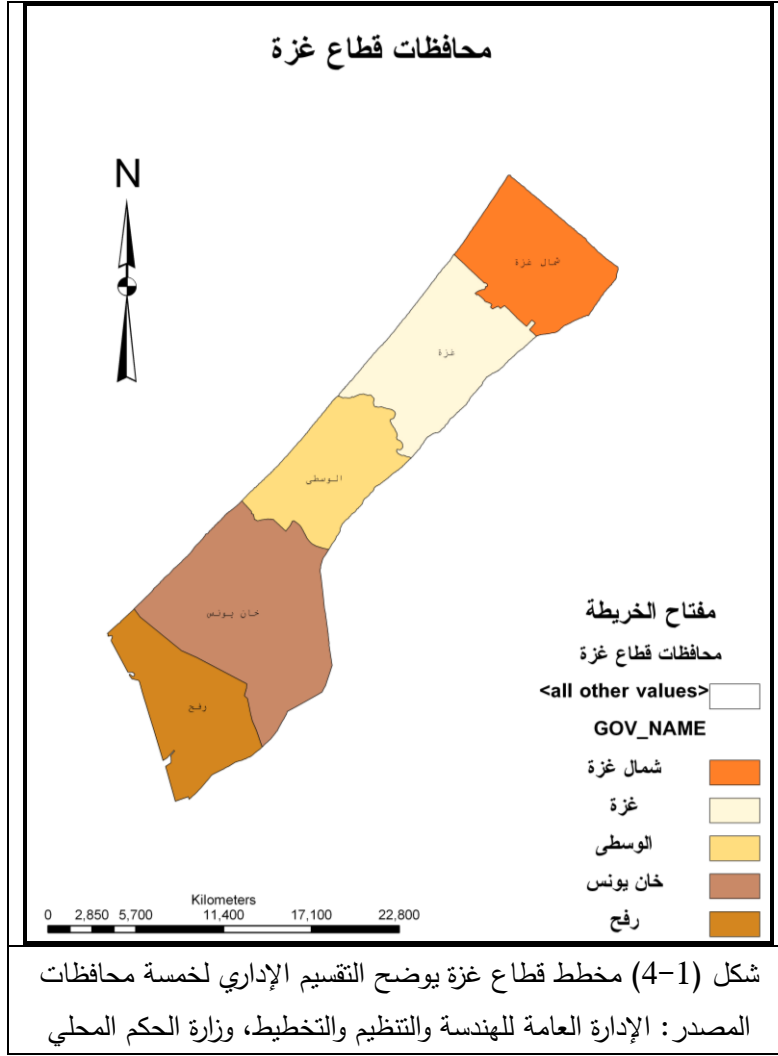 محافظات قطاع غزة
N
شمال غزة
غزة
الوسطى
خان يونس
رفح
مفتاح الخريطة
محافظات قطاع غزة
<all other values>
GOV_NAME
شمال غزة
غزة
الوسطى
خان يونس
رفح
Kilometers
0 2,850 5,700 11,400 17,100 22,800
شكل (1-4) مخطط قطاع غزة يوضح التقسيم الإداري لخمسة محافظات
المصدر: الإدارة العامة للهندسة والتنظيم والتخطيط، وزارة الحكم المحلي